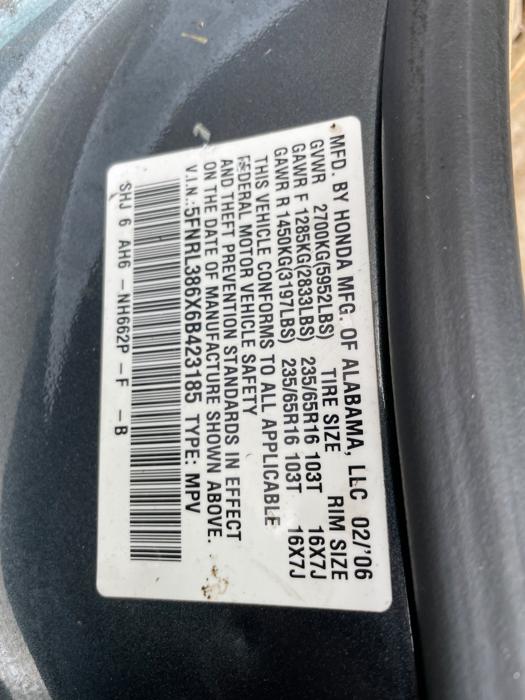 MFD. BY HONDA MFG. OF ALABAMA, LLC 02/'06
GVWR 2700KG(5952LBS) TIRE SIZE RIM SIZE
GAWR F 1285KG(2833LBS) 235/65R16 103T 16X7J
GAWR R 1450KG(3197LBS) 235/65R16 103T 16X7J
THIS VEHICLE CONFORMS TO ALL APPLICABLE
FEDERAL MOTOR VEHICLE SAFETY
AND THEFT PREVENTION STANDARDS IN EFFECT
ON THE DATE OF MANUFACTURE SHOWN ABOVE.
V.I.N.: 5FNRL386X6B423185 TYPE: MPV
SHJ 6 AH6 -NH662P -F -B